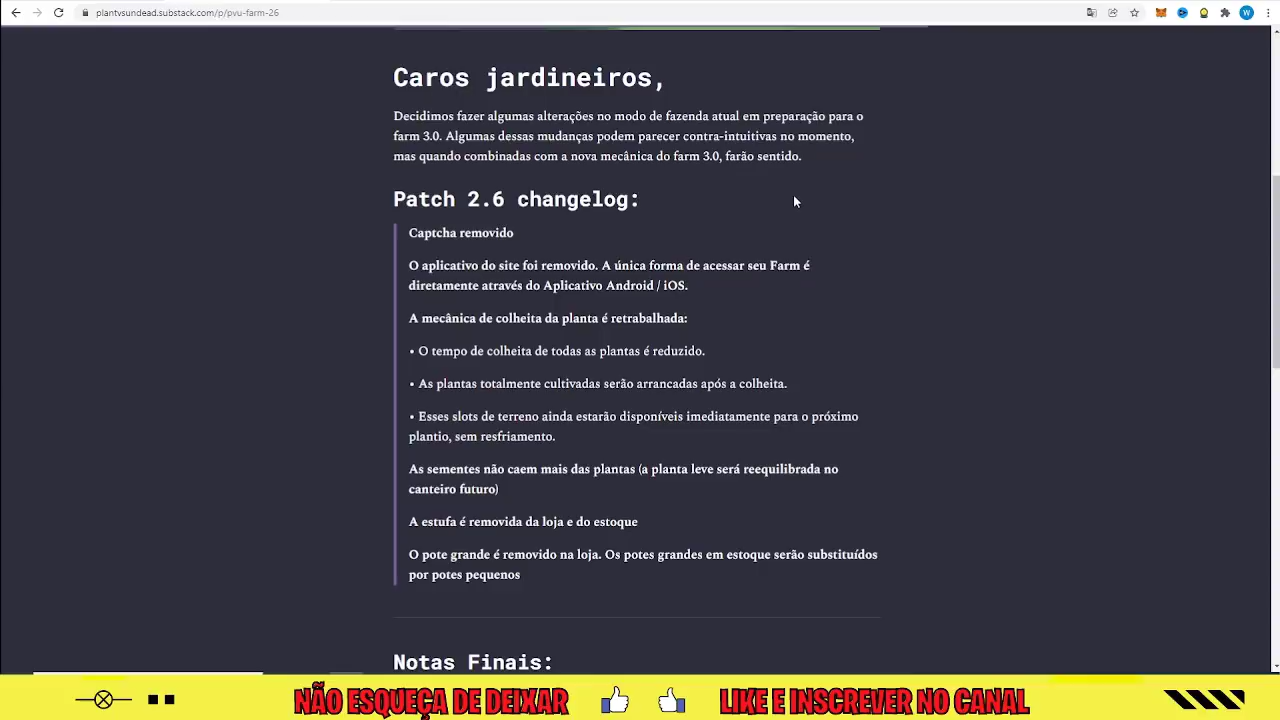 plantvsundead.substack.com/p/pvu-farm-26
W
Caros jardineiros,
Decidimos fazer algumas alterações no modo de fazenda atual em preparação para o
farm 3.0. Algumas dessas mudanças podem parecer contra-intuitivas no momento,
mas quando combinadas com a nova mecânica do farm 3.0, farão sentido.
Patch 2.6 changelog:
Captcha removido
O aplicativo do site foi removido. A única forma de acessar seu Farm é
diretamente através do Aplicativo Android / iOS.
A mecânica de colheita da planta é retrabalhada:
• O tempo de colheita de todas as plantas é reduzido.
• As plantas totalmente cultivadas serão arrancadas após a colheita.
• Esses slots de terreno ainda estarão disponíveis imediatamente para o próximo
plantio, sem resfriamento.
As sementes não caem mais das plantas (a planta leve será reequilibrada no
canteiro futuro)
A estufa é removida da loja e do estoque
O pote grande é removido na loja. Os potes grandes em estoque serão substituídos
por potes pequenos
Notas Finais:
NÃO ESQUEÇA DE DEIXAR LIKE E INSCREVER NO CANAL